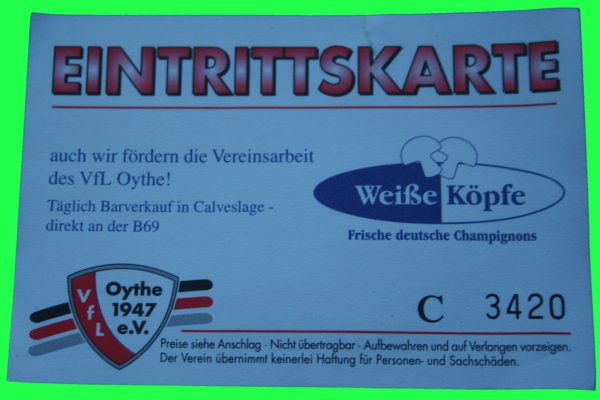 EINTRITTSKARTE
auch wir fördern die Vereinsarbeit
des VfL Oythe!
Täglich Barverkauf in Calveslage -
direkt an der B69
Weiße Köpfe
Frische deutsche Champignons
VfL
Oythe
1947
e.V.
C 3420
Preise siehe Anschlag · Nicht übertragbar · Aufbewahren und auf Verlangen vorzeigen.
Der Verein übernimmt keinerlei Haftung für Personen- und Sachschäden.